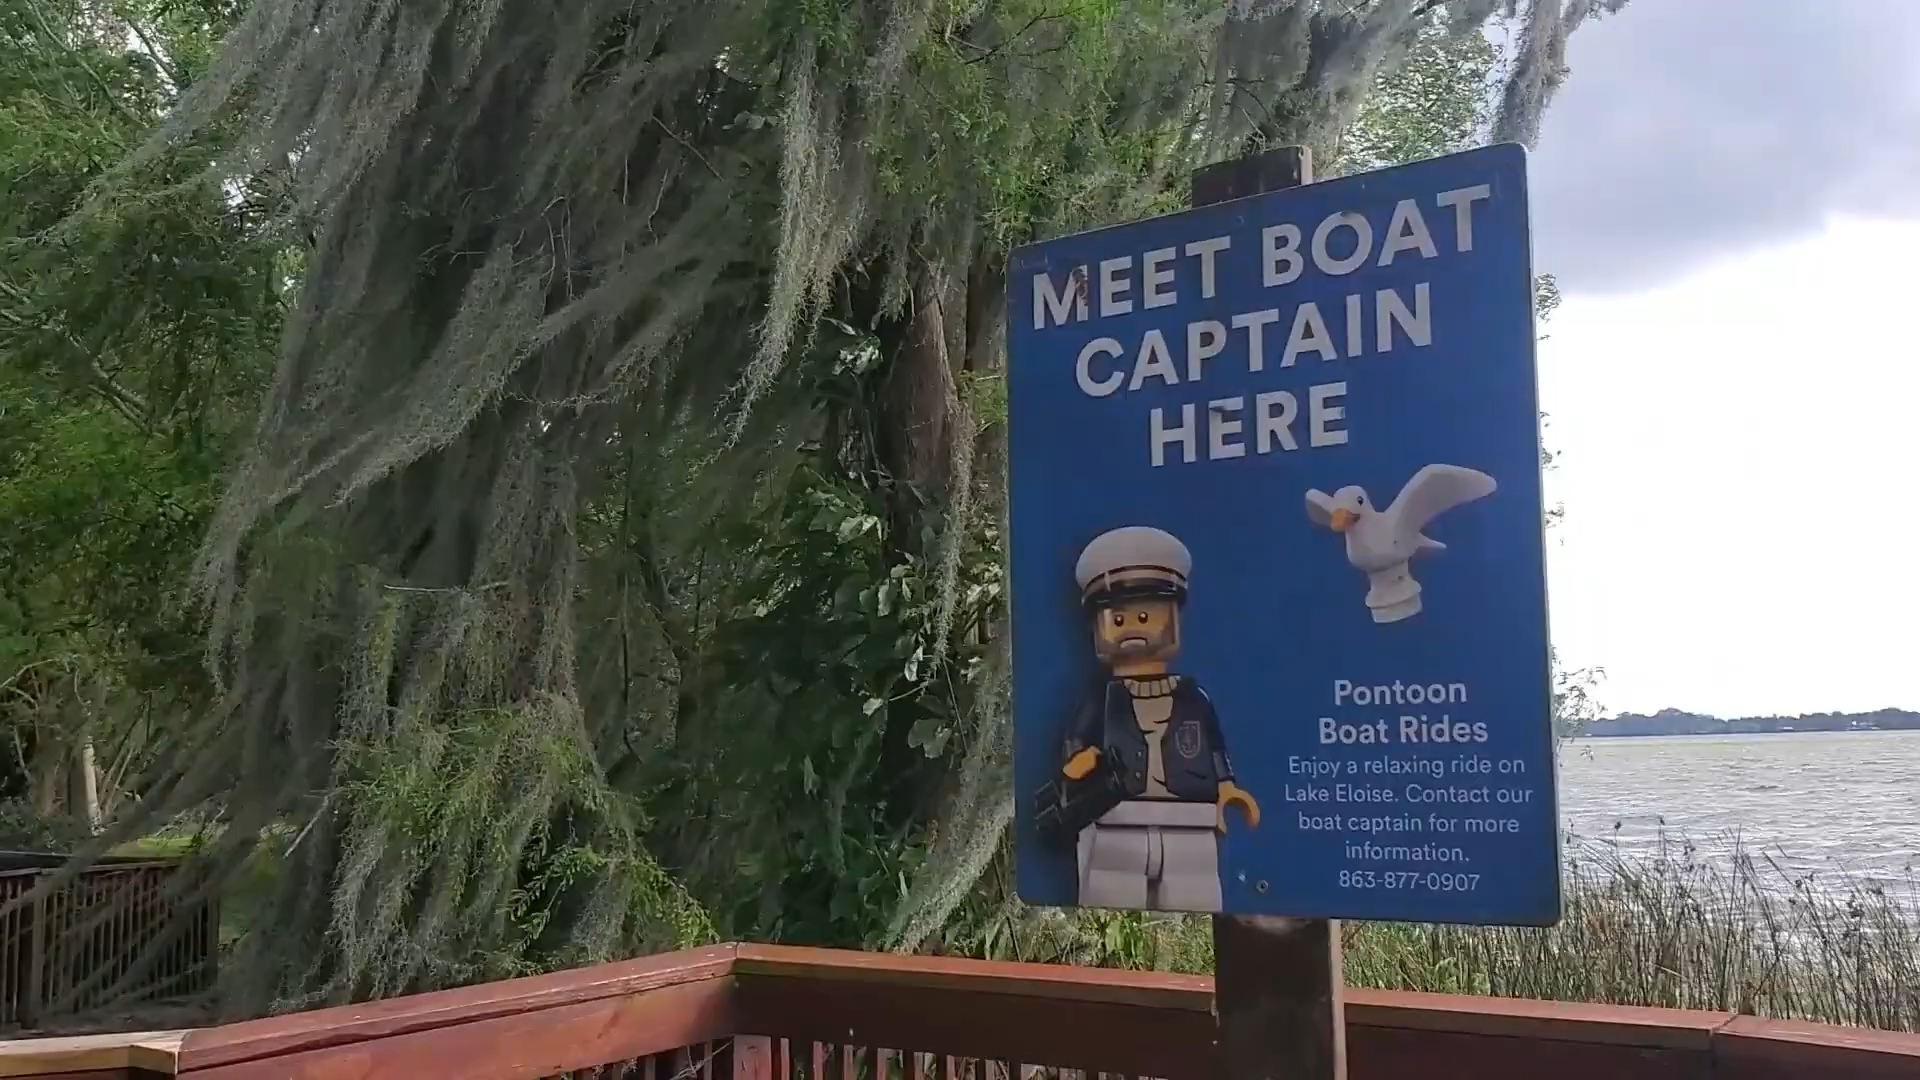 MEET BOAT
CAPTAIN
HERE
Pontoon
Boat Rides
Enjoy a relaxing ride on
Lake Eloise. Contact our
boat captain for more
information.
863-877-0907